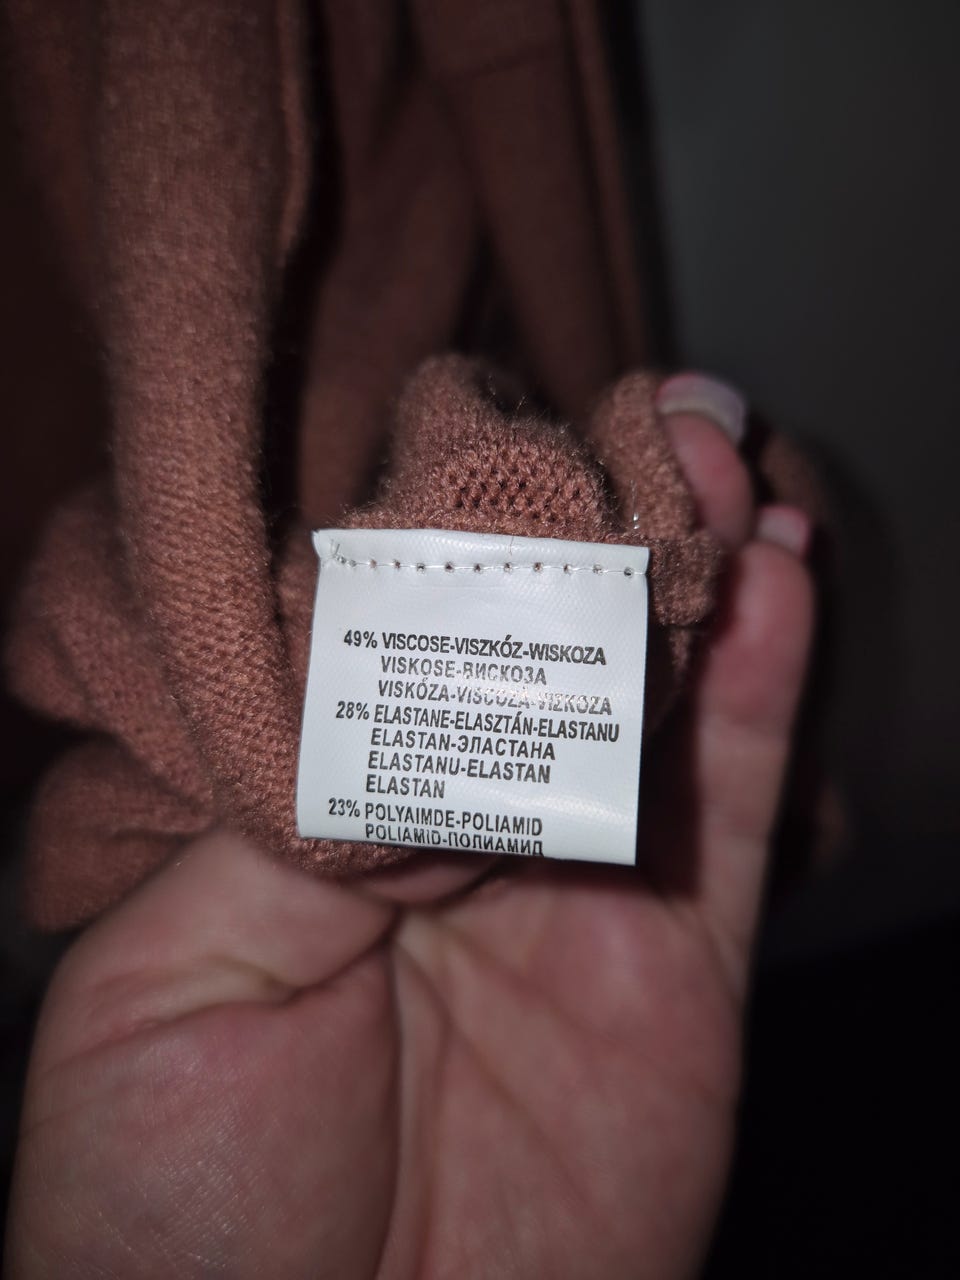 49% VISCOSE-VISZKÓZ-WISKOZA
VISKOSE-ВИСКОЗА
VISKÓZA-VISCOZĂ-VIZKOZA
28% ELASTANE-ELASZTÁN-ELASTANU
ELASTAN-ЭЛАСТАНА
ELASTANU-ELASTAN
ELASTAN
23% POLYAIMDE-POLIAMID
POLIAMID-ПОЛИАМИД